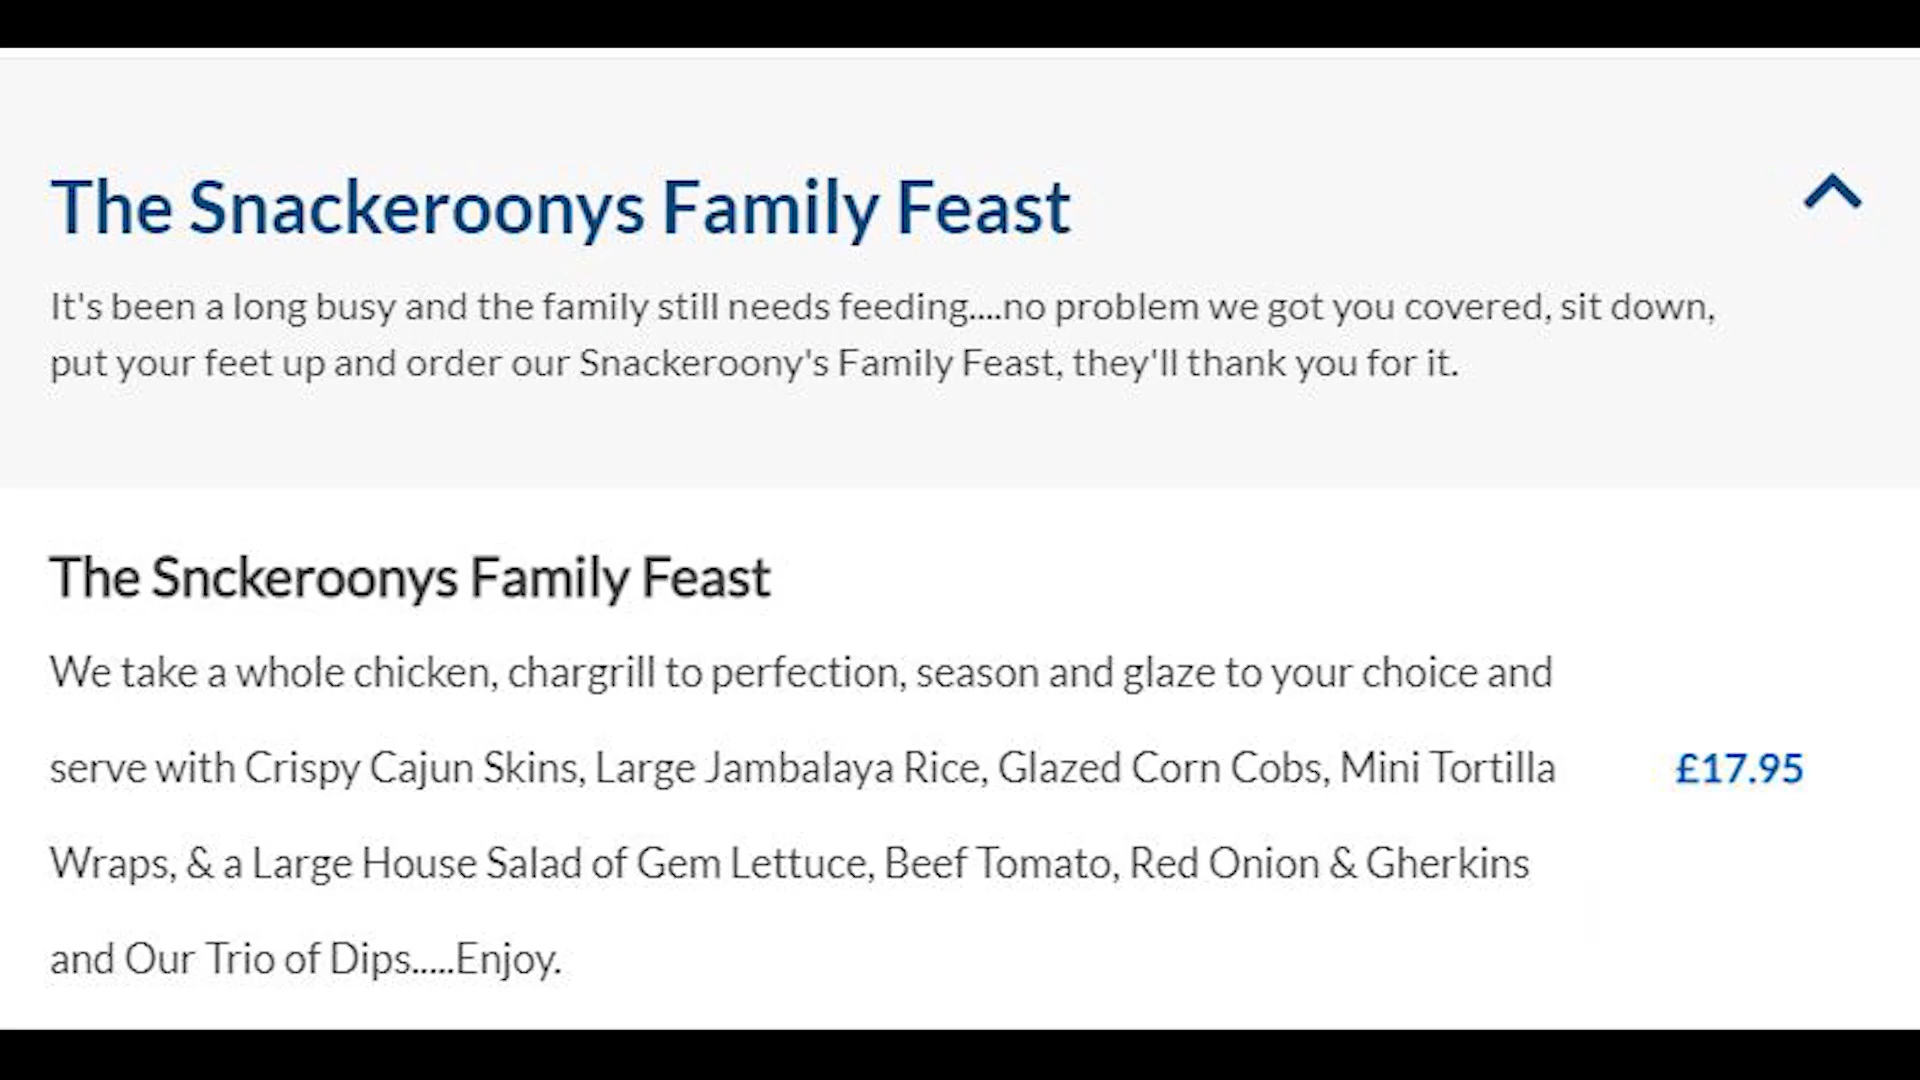 The Snackeroonys Family Feast
It's been a long busy and the family still needs feeding....no problem we got you covered, sit down,
put your feet up and order our Snackeroony's Family Feast, they'll thank you for it.
The Snckeroonys Family Feast
We take a whole chicken, chargrill to perfection, season and glaze to your choice and
serve with Crispy Cajun Skins, Large Jambalaya Rice, Glazed Corn Cobs, Mini Tortilla
£17.95
Wraps, & a Large House Salad of Gem Lettuce, Beef Tomato, Red Onion & Gherkins
and Our Trio of Dips.....Enjoy.